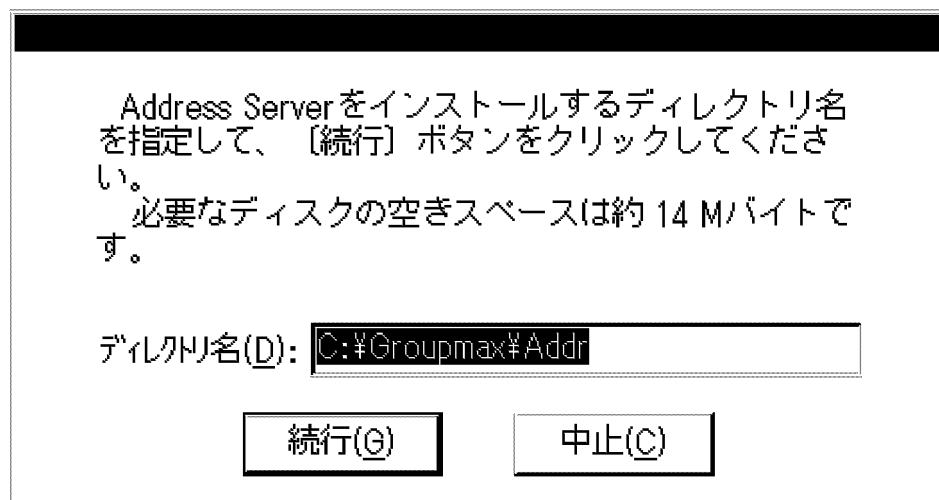 Address Serverをインストールするディレクトリ名
を指定して、〔続行〕ボタンをクリックしてくださ
い。
必要なディスクの空きスペースは約 14 Mバイトで
す。
ﾃﾞｨﾚｸﾄﾘ名(D): C:¥Groupmax¥Addr
続行(G) 中止(C)